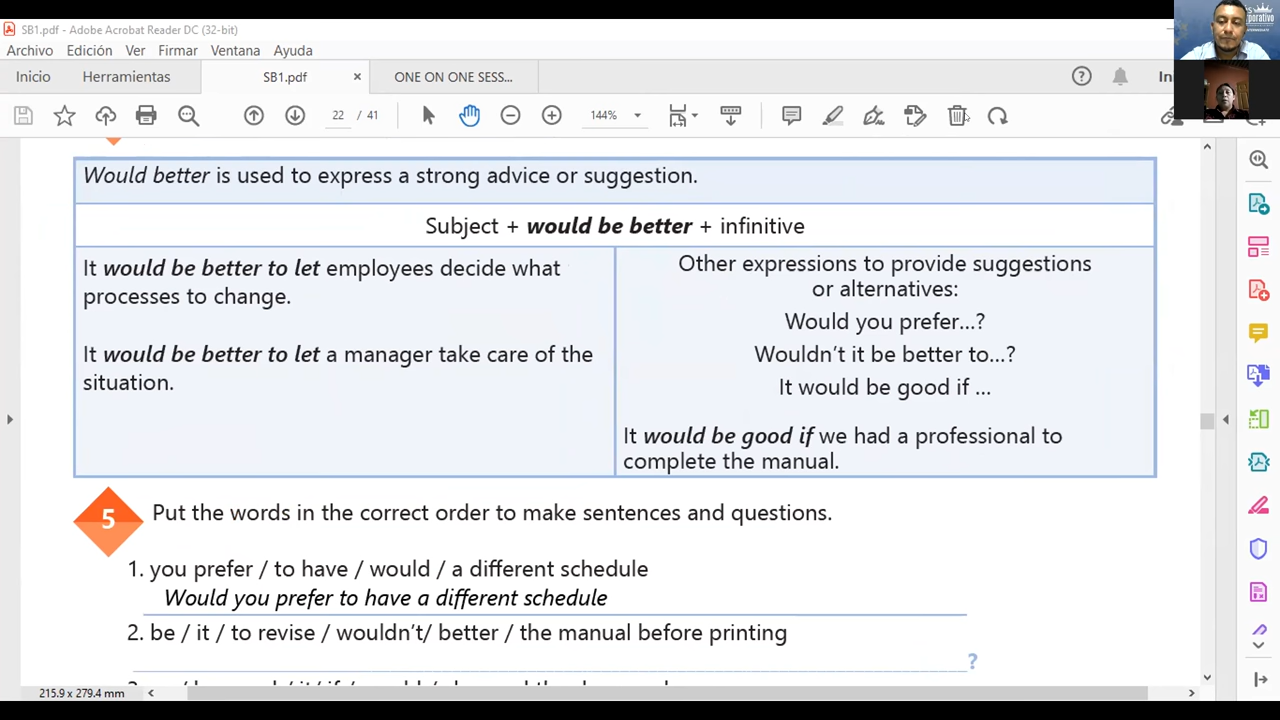 SB1.pdf - Adobe Acrobat Reader DC (32-bit)
Archivo Edición Ver Firmar Ventana Ayuda
Inicio Herramientas SB1.pdf × ONE ON ONE SESS...
22 / 41 144%
Would better is used to express a strong advice or suggestion.
Subject + would be better + infinitive
It would be better to let employees decide what
processes to change.
It would be better to let a manager take care of the
situation.
Other expressions to provide suggestions
or alternatives:
Would you prefer...?
Wouldn't it be better to...?
It would be good if ...
It would be good if we had a professional to
complete the manual.
5 Put the words in the correct order to make sentences and questions.
1. you prefer / to have / would / a different schedule
Would you prefer to have a different schedule
2. be / it / to revise / wouldn't/ better / the manual before printing
?
215.9 x 279.4 mm